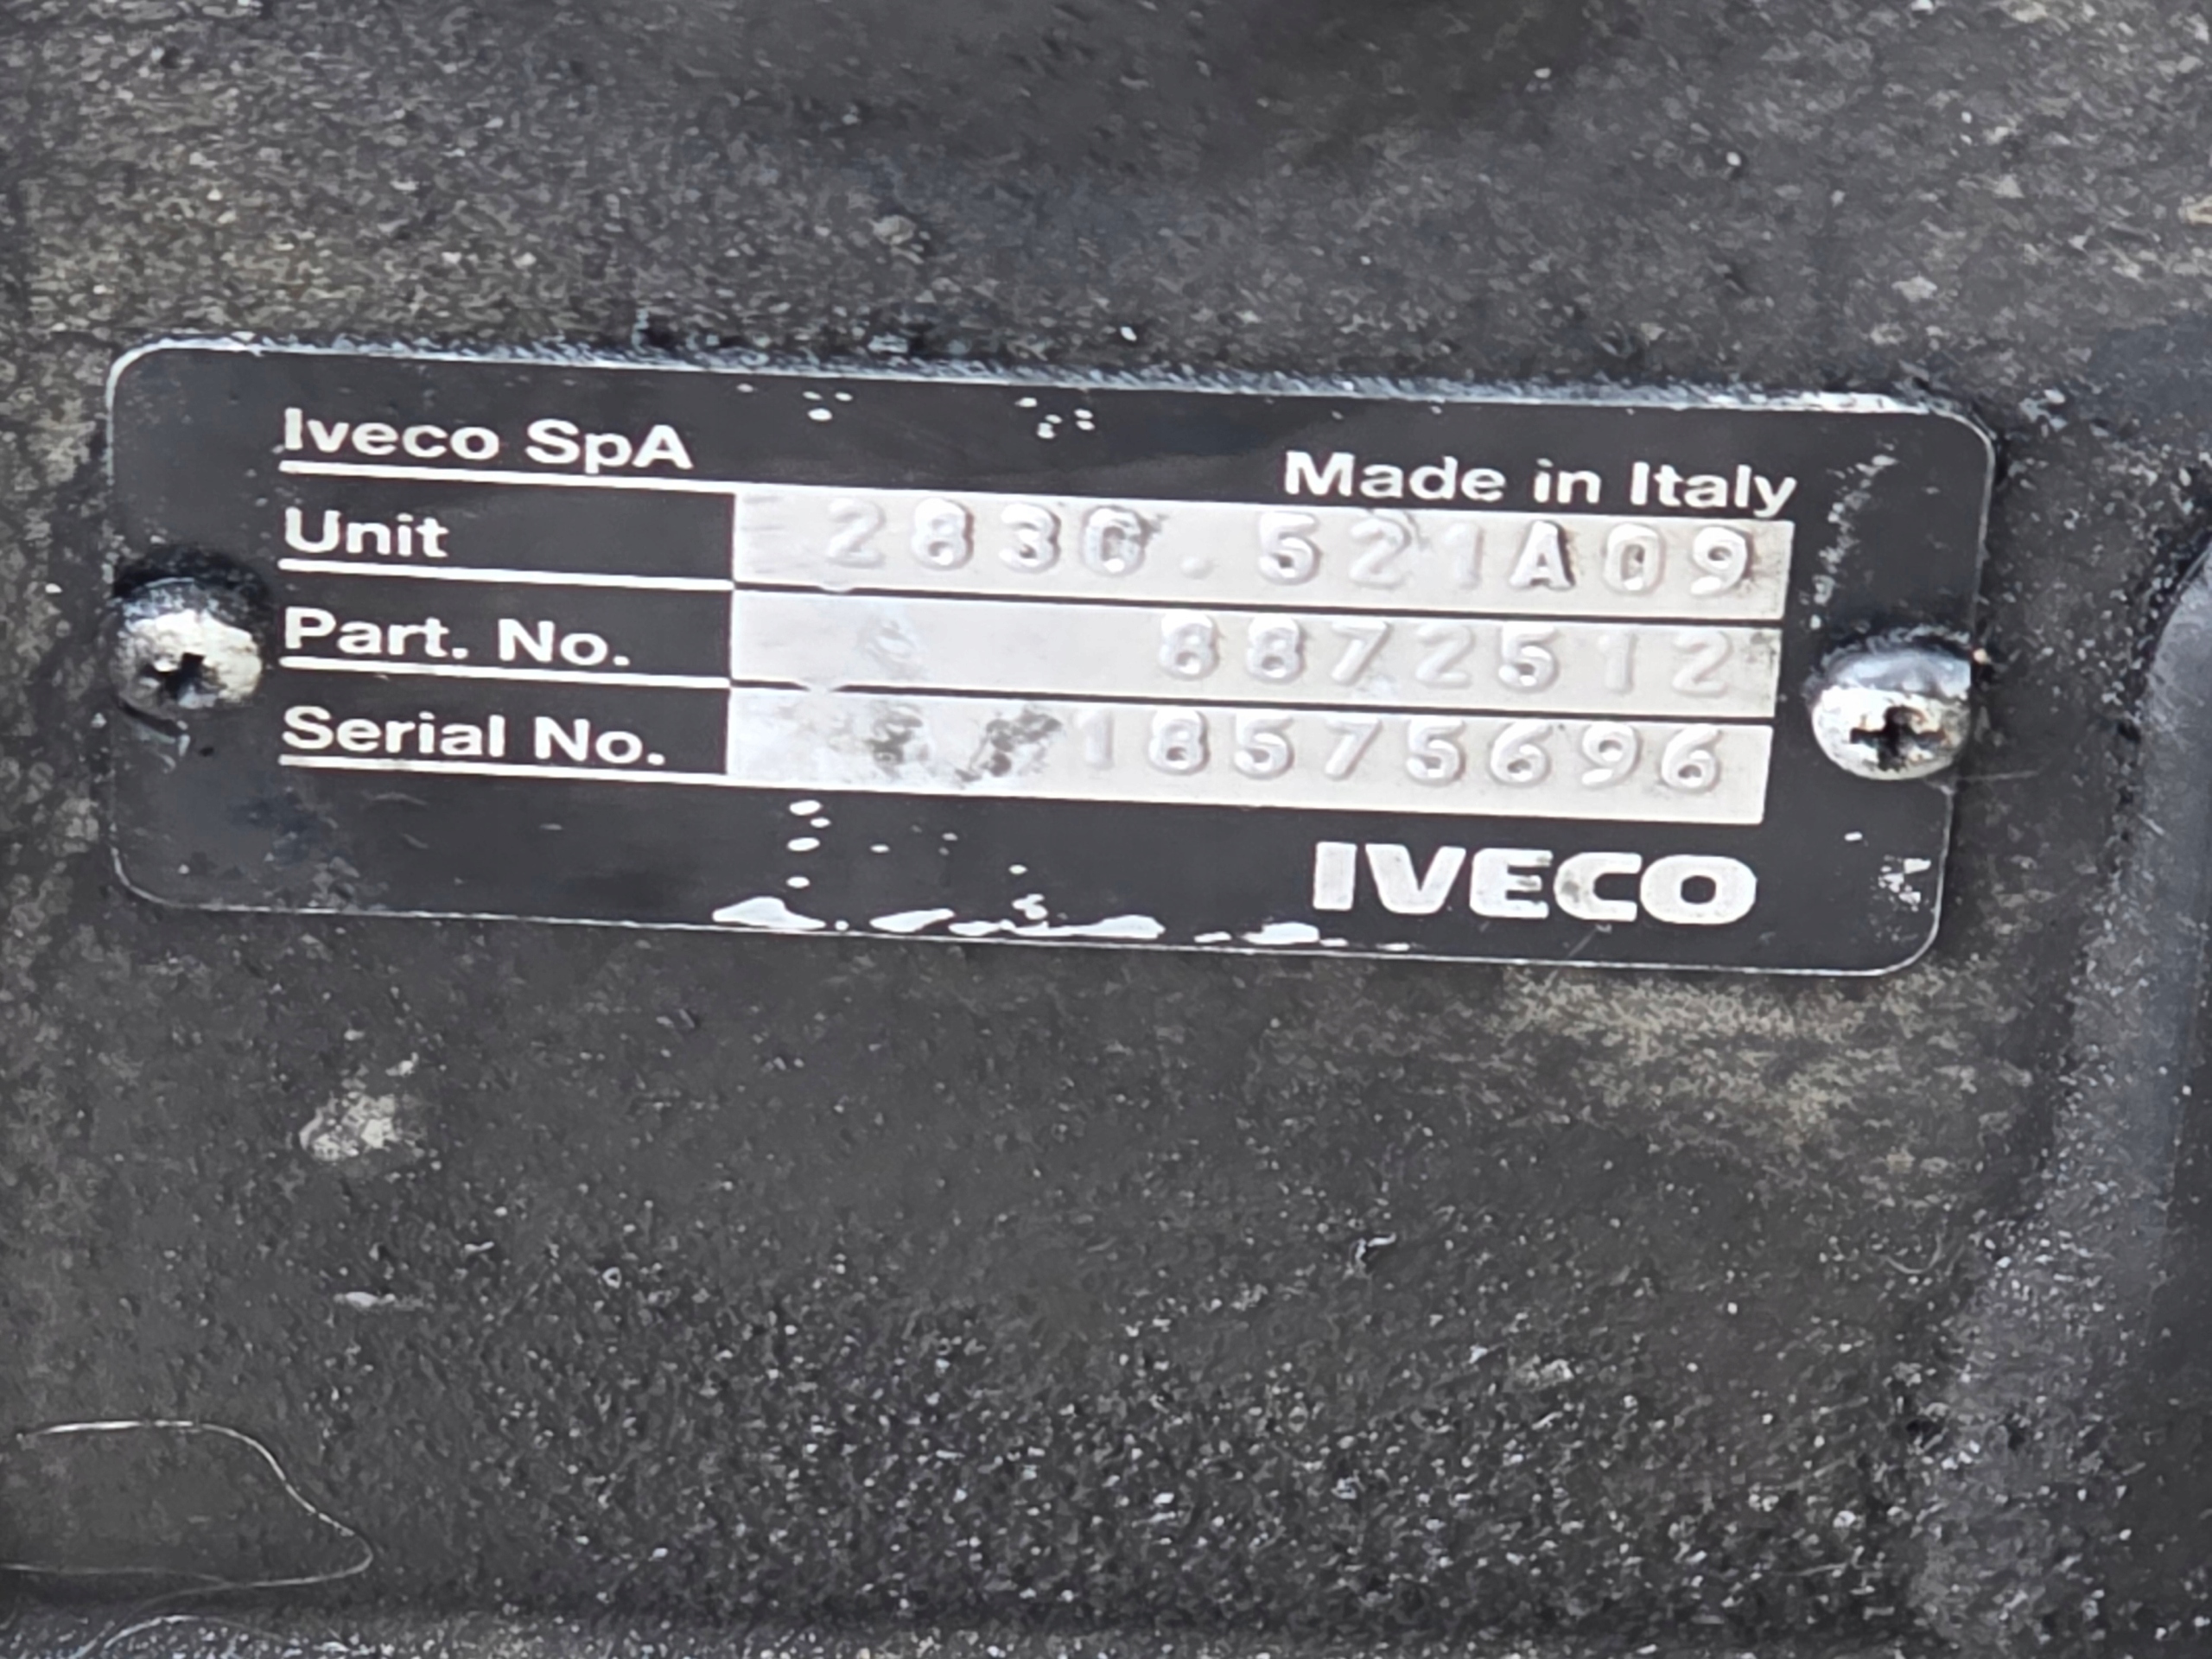 Iveco SpA
Made in Italy
Unit 2830.521A09
Part. No. 8872512
Serial No. 18575696
IVECO